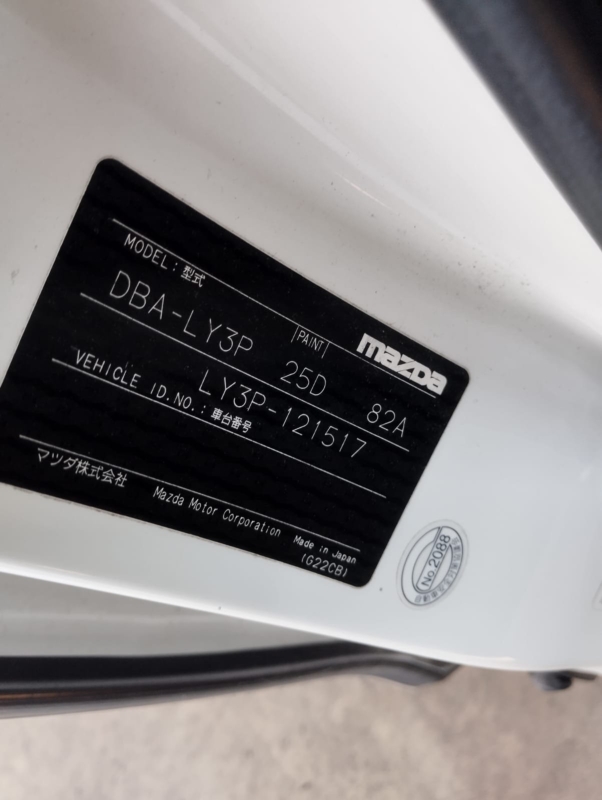 MODEL:型式
mazda
DBA-LY3P
PAINT
25D
82A
VEHICLE ID.NO.:車台番号
LY3P-121517
マツダ株式会社
Mazda Motor Corporation
Made in Japan
(G22CB)
No.2088